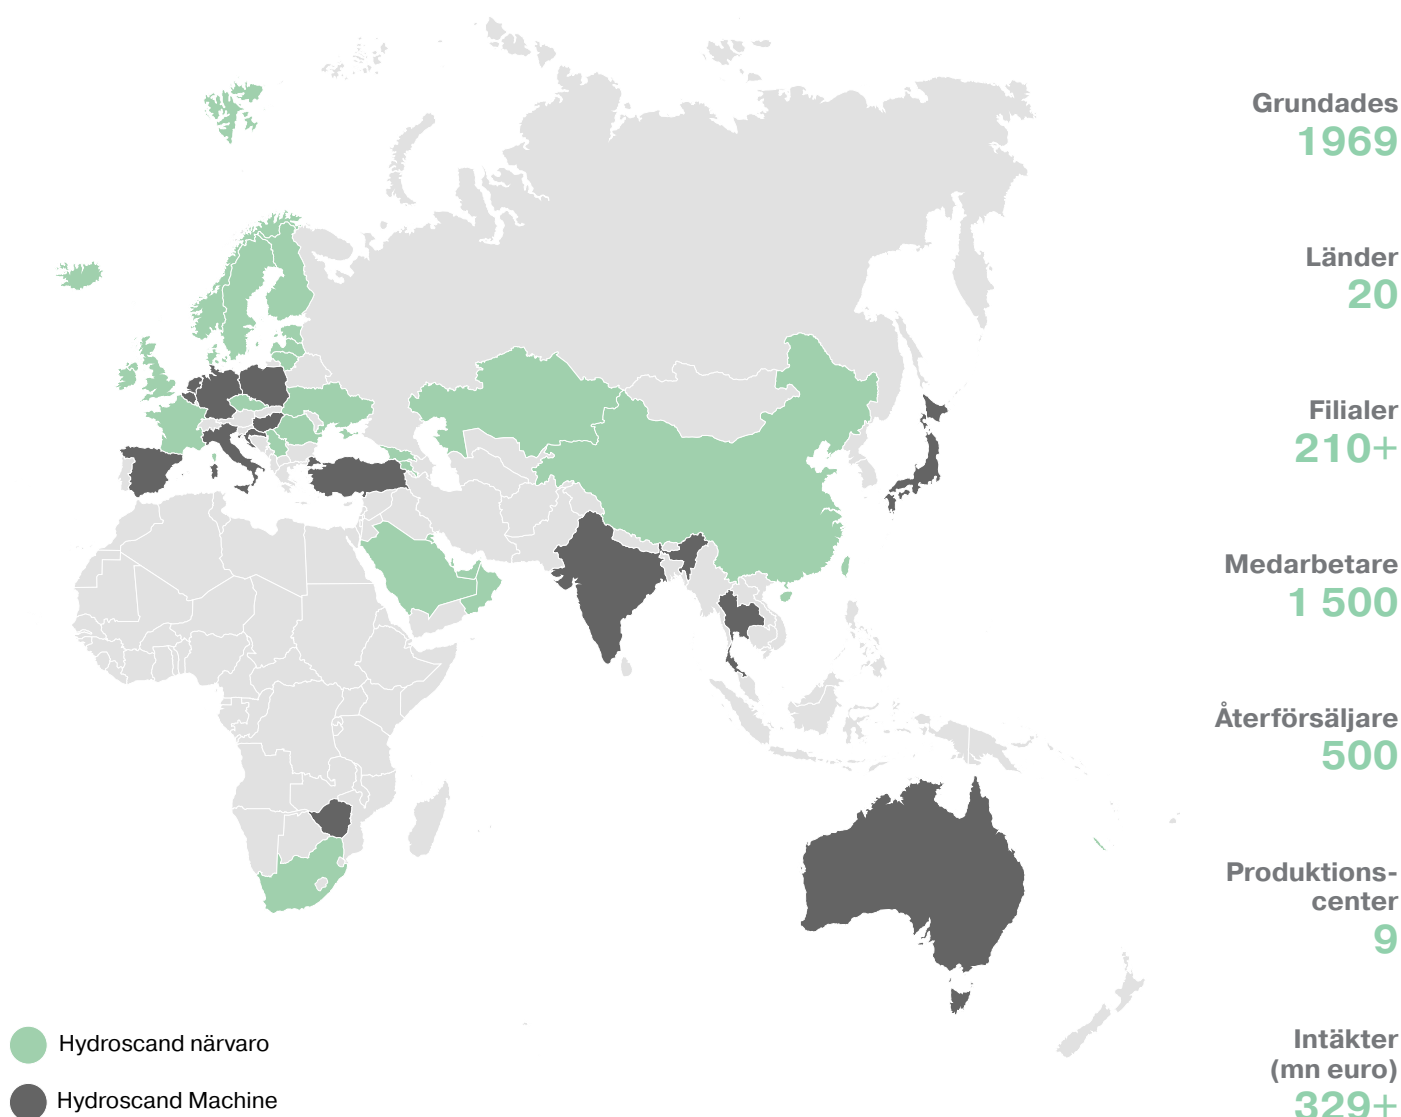 Grundades
1969
Länder
20
Filialer
210+
Medarbetare
1 500
Återförsäljare
500
Produktions-
center
9
Intäkter
(mn euro)
329+
Hydroscand närvaro
Hydroscand Machine